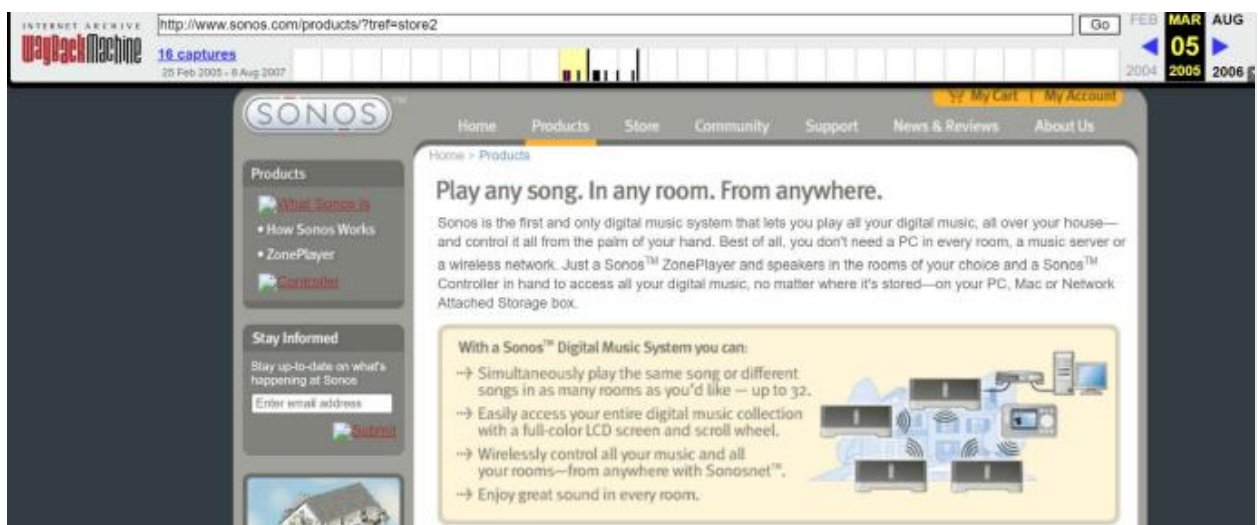 INTERNET ARCHIVE
WayBackMachine
http://www.sonos.com/products/?tref=store2
Go
FEB MAR AUG
16 captures
25 Feb 2005 - 6 Aug 2007
05
2004 2005 2006
SONOS™
My Cart | My Account
Home Products Store Community Support News & Reviews About Us
Home > Products
Products
What Sonos is
• How Sonos Works
• ZonePlayer
Controller
Play any song. In any room. From anywhere.
Sonos is the first and only digital music system that lets you play all your digital music, all over your house—
and control it all from the palm of your hand. Best of all, you don't need a PC in every room, a music server or
a wireless network. Just a Sonos™ ZonePlayer and speakers in the rooms of your choice and a Sonos™
Controller in hand to access all your digital music, no matter where it's stored—on your PC, Mac or Network
Attached Storage box.
Stay Informed
Stay up-to-date on what's
happening at Sonos
Enter email address
Submit
With a Sonos™ Digital Music System you can:
Simultaneously play the same song or different
songs in as many rooms as you'd like — up to 32.
Easily access your entire digital music collection
with a full-color LCD screen and scroll wheel.
Wirelessly control all your music and all
your rooms—from anywhere with Sonosnet™.
Enjoy great sound in every room.